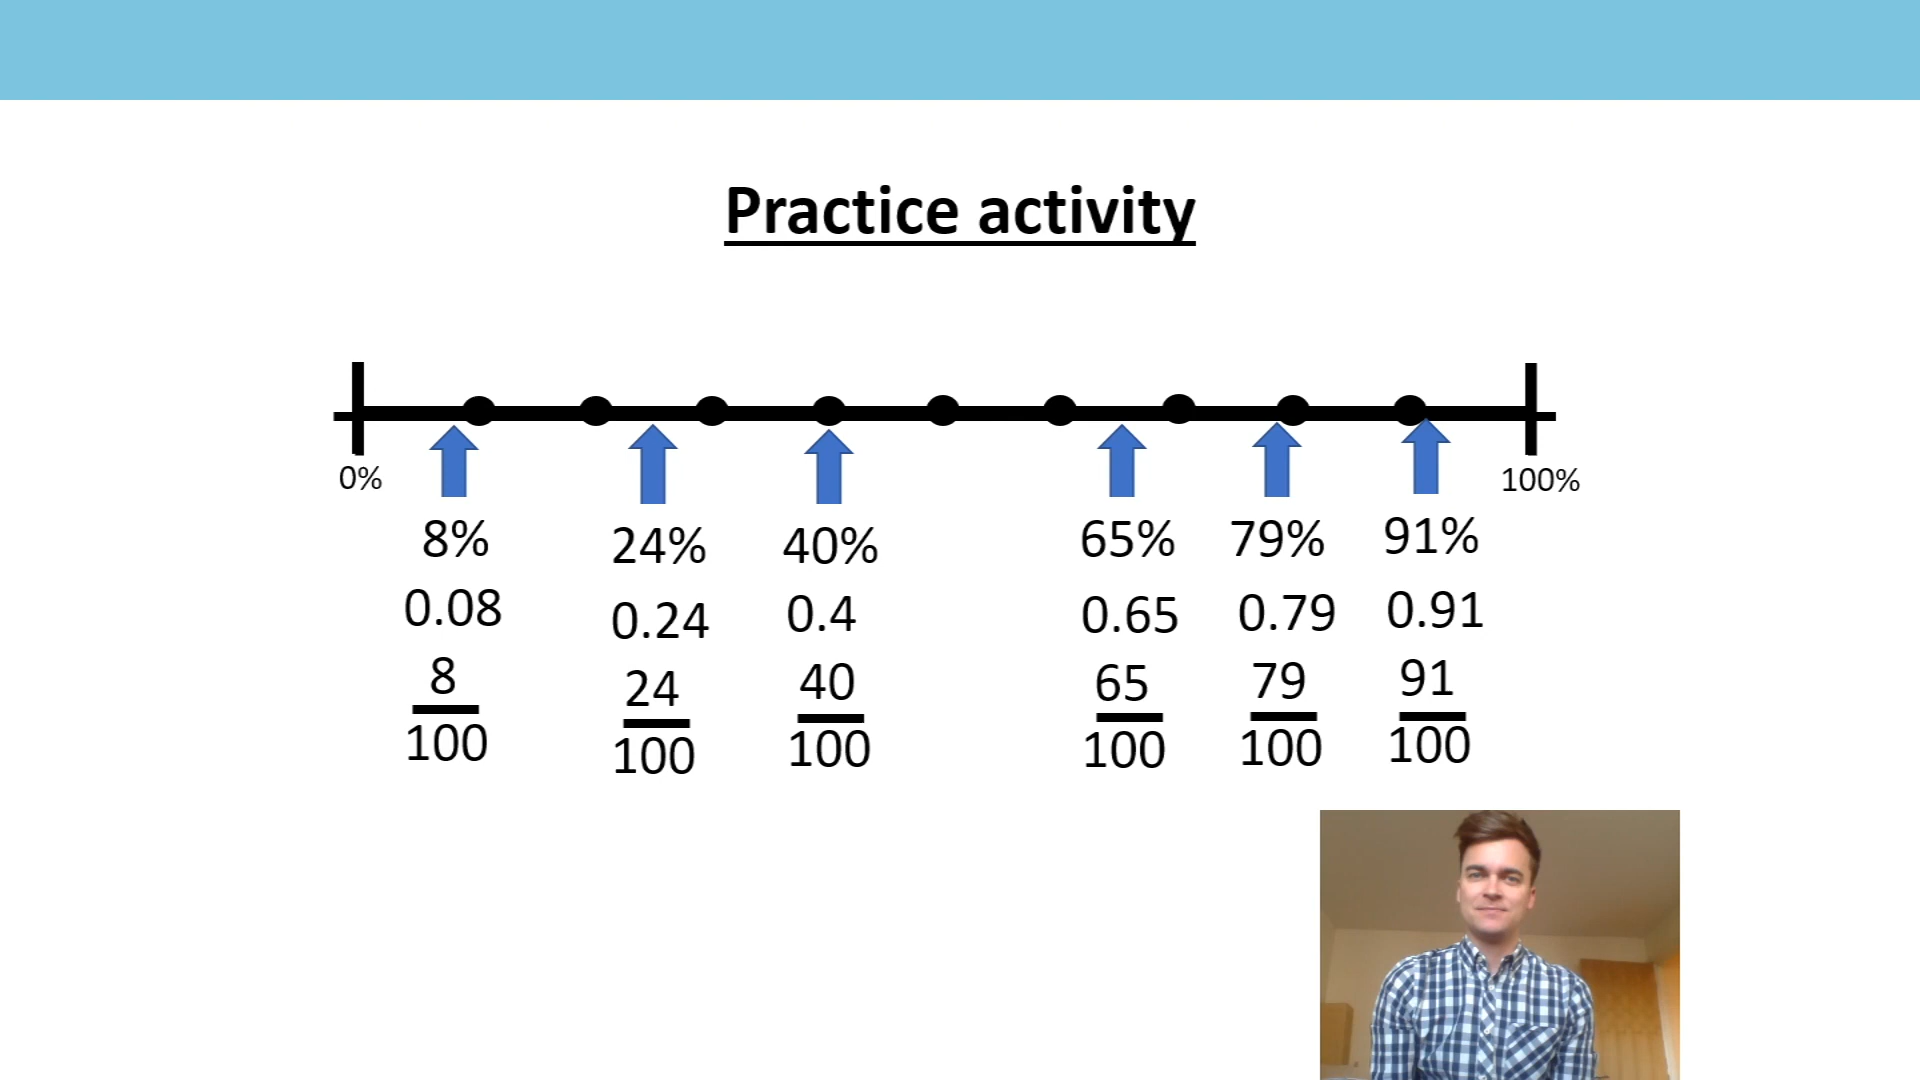 Practice activity
0% 100%
8% 24% 40% 65% 79% 91%
0.08 0.24 0.4 0.65 0.79 0.91
8 24 40 65 79 91
100 100 100 100 100 100